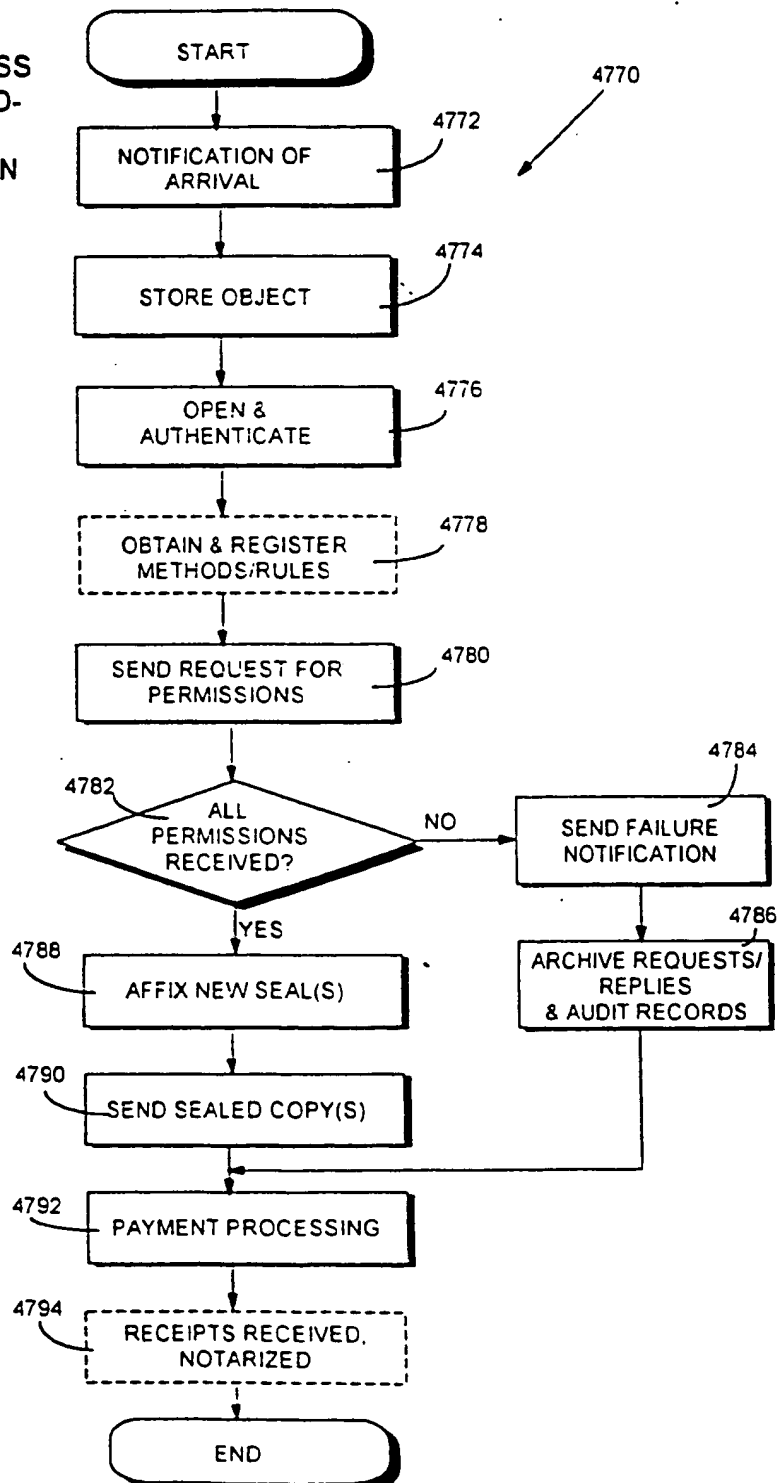 SS
D-
N
START
4770
4772
NOTIFICATION OF
ARRIVAL
4774
STORE OBJECT
4776
OPEN &
AUTHENTICATE
4778
OBTAIN & REGISTER
METHODS/RULES
4780
SEND REQUEST FOR
PERMISSIONS
4782
ALL
PERMISSIONS
RECEIVED?
NO
4784
SEND FAILURE
NOTIFICATION
YES
4786
ARCHIVE REQUESTS/
REPLIES
& AUDIT RECORDS
4788
AFFIX NEW SEAL(S)
4790
SEND SEALED COPY(S)
4792
PAYMENT PROCESSING
4794
RECEIPTS RECEIVED,
NOTARIZED
END